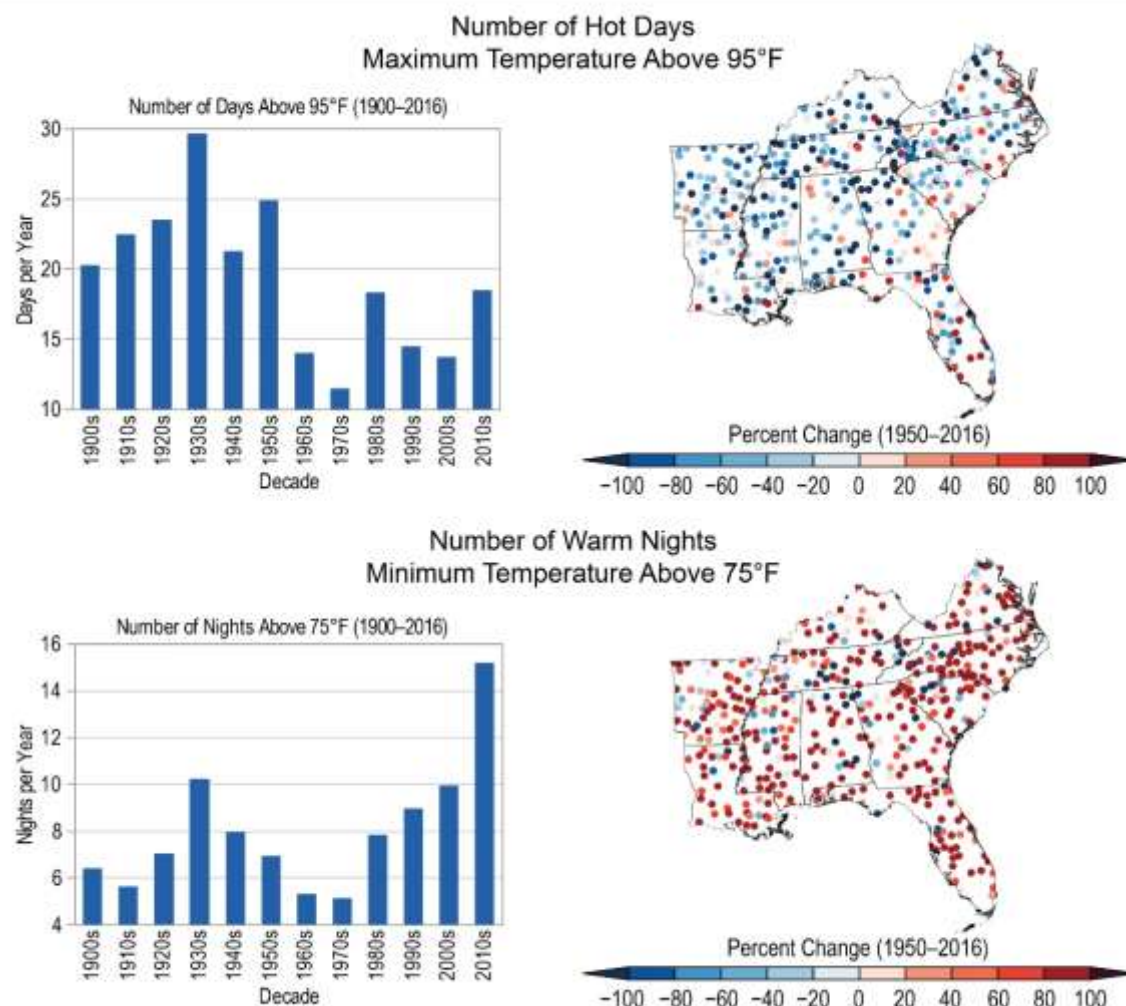 Number of Hot Days
Maximum Temperature Above 95°F
Number of Days Above 95°F (1900–2016)
30
25
20
15
10
Days per Year
1900s
1910s
1920s
1930s
1940s
1950s
1960s
1970s
1980s
1990s
2000s
2010s
Decade
Percent Change (1950–2016)
−100 −80 −60 −40 −20 0 20 40 60 80 100
Number of Warm Nights
Minimum Temperature Above 75°F
Number of Nights Above 75°F (1900–2016)
16
14
12
10
8
6
4
Nights per Year
1900s
1910s
1920s
1930s
1940s
1950s
1960s
1970s
1980s
1990s
2000s
2010s
Decade
Percent Change (1950–2016)
−100 −80 −60 −40 −20 0 20 40 60 80 100